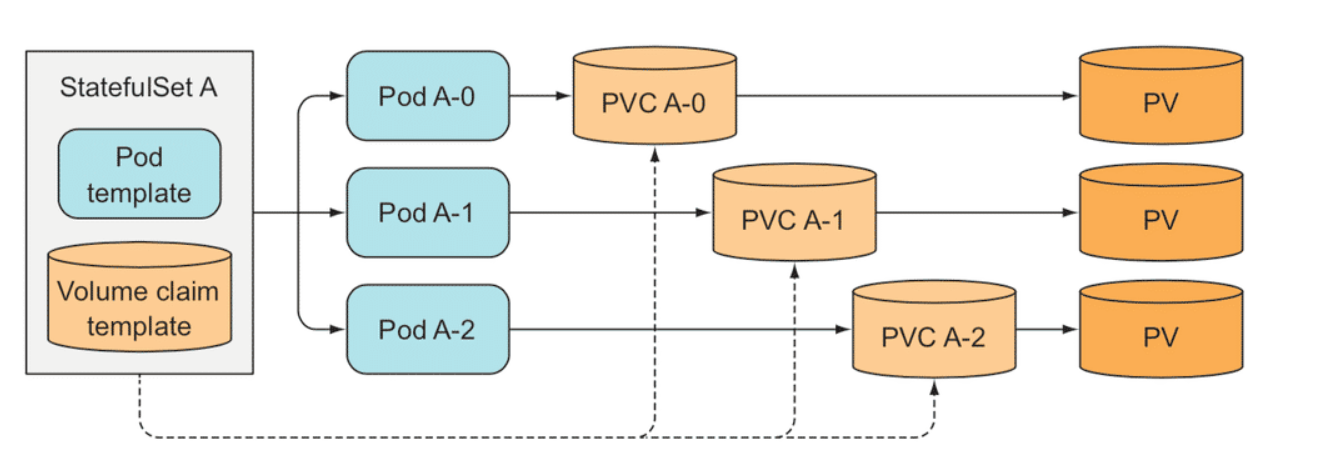 StatefulSet A
Pod
template
Volume claim
template
Pod A-0
PVC A-0
PV
Pod A-1
PVC A-1
PV
Pod A-2
PVC A-2
PV